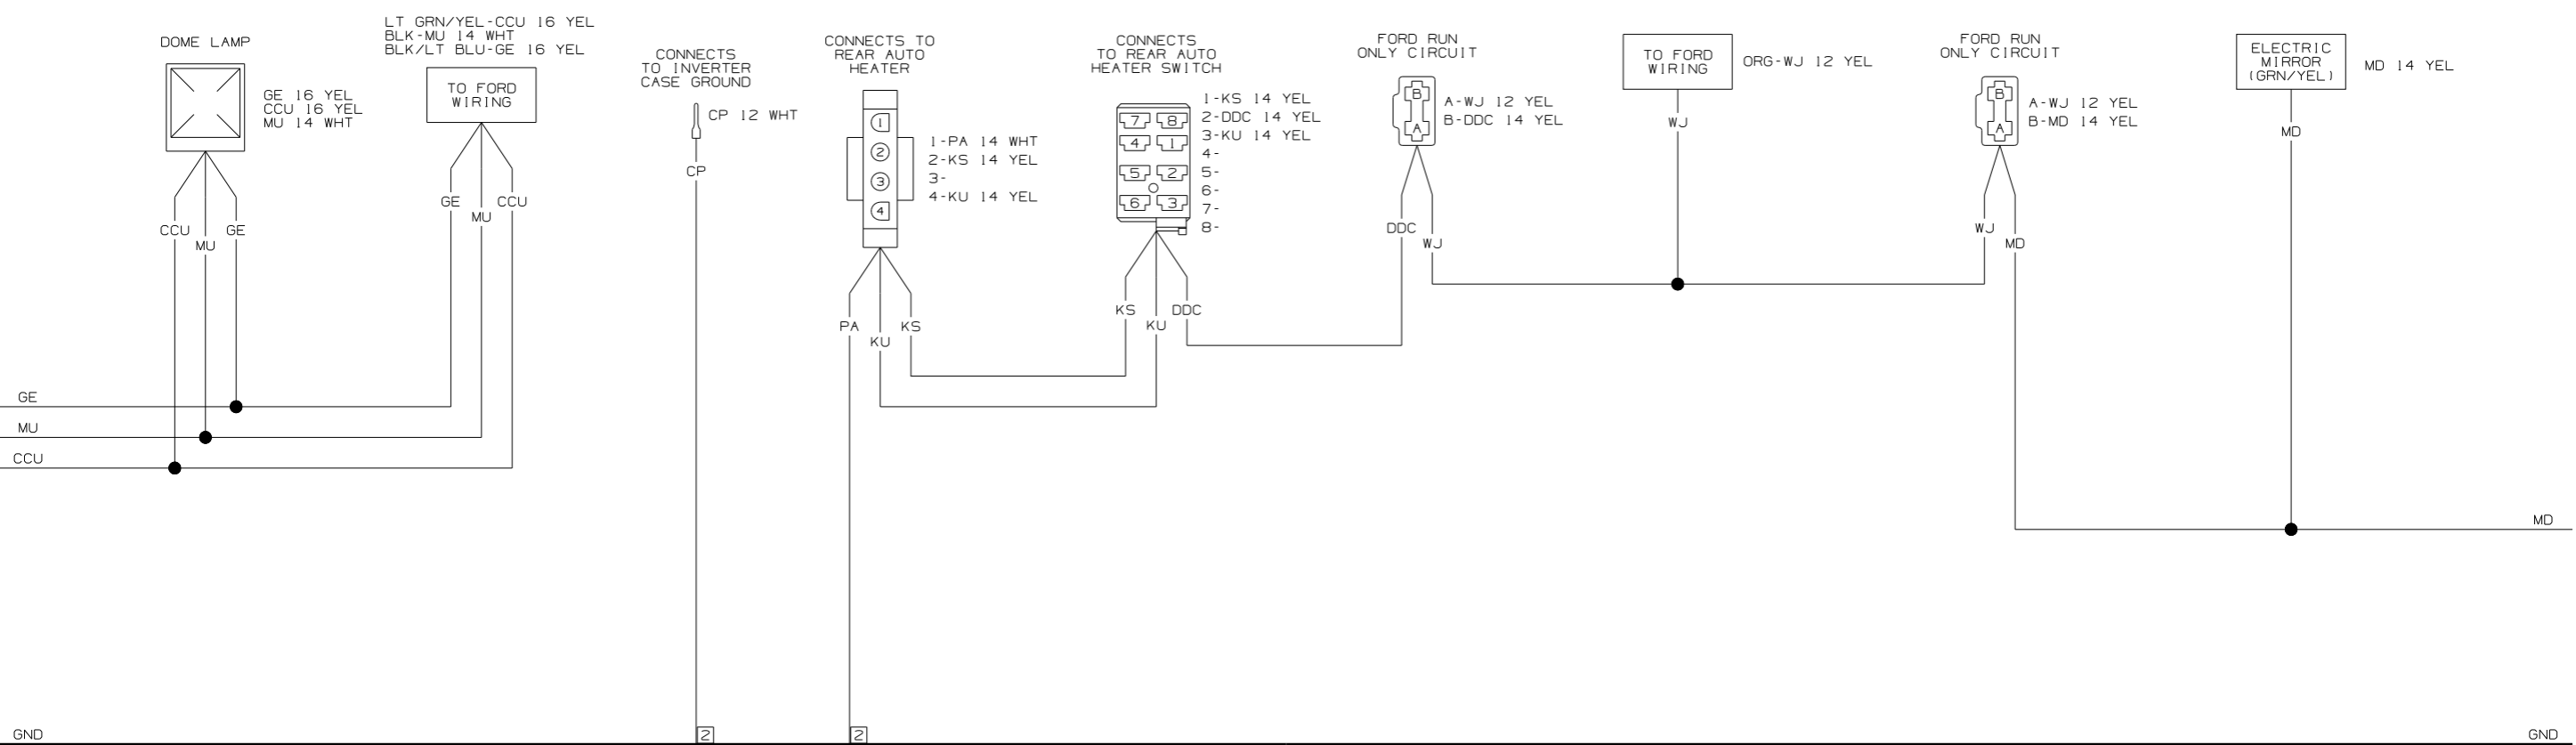 DOME LAMP
GE 16 YEL
CCU 16 YEL
MU 14 WHT
CCU
MU
GE
LT GRN/YEL-CCU 16 YEL
BLK-MU 14 WHT
BLK/LT BLU-GE 16 YEL
TO FORD
WIRING
GE
MU
CCU
CONNECTS
TO INVERTER
CASE GROUND
CP 12 WHT
CP
CONNECTS TO
REAR AUTO
HEATER
1
2
3
4
1-PA 14 WHT
2-KS 14 YEL
3-
4-KU 14 YEL
PA
KU
KS
CONNECTS
TO REAR AUTO
HEATER SWITCH
7 8
4 1
5 2
6 3
1-KS 14 YEL
2-DDC 14 YEL
3-KU 14 YEL
4-
5-
6-
7-
8-
KS
KU
DDC
FORD RUN
ONLY CIRCUIT
B
A
A-WJ 12 YEL
B-DDC 14 YEL
DDC
WJ
TO FORD
WIRING
ORG-WJ 12 YEL
WJ
FORD RUN
ONLY CIRCUIT
B
A
A-WJ 12 YEL
B-MD 14 YEL
WJ
MD
ELECTRIC
MIRROR
(GRN/YEL)
MD 14 YEL
MD
GE
MU
CCU
MD
GND
2
2
GND